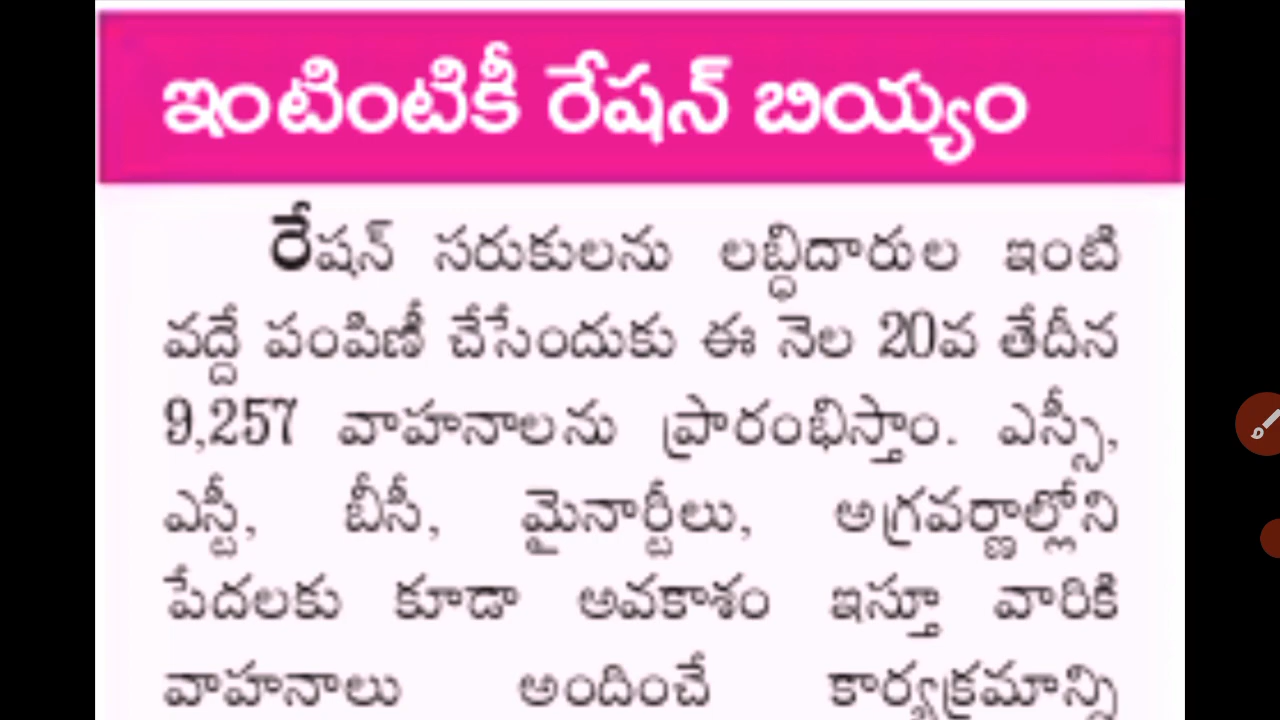 ఇంటింటికీ రేషన్ బియ్యం
రేషన్ సరుకులను లబ్ధిదారుల ఇంటి
వద్దే పంపిణీ చేసేందుకు ఈ నెల 20వ తేదీన
9,257 వాహనాలను ప్రారంభిస్తాం. ఎస్సీ,
ఎస్టీ, బీసీ, మైనార్టీలు, అగ్రవర్ణాల్లోని
పేదలకు కూడా అవకాశం ఇస్తూ వారికి
వాహనాలు అందించే కార్యక్రమాన్ని